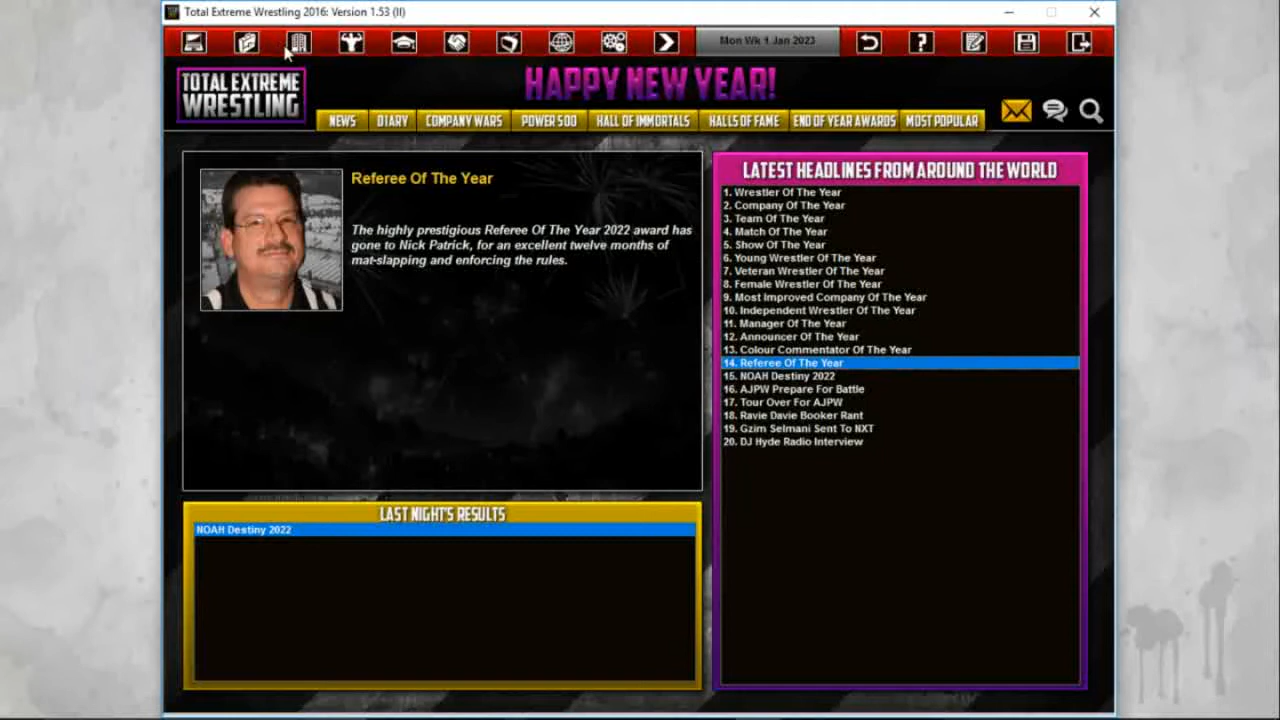 Total Extreme Wrestling 2016: Version 1.53 (II)
Mon Wk 1 Jan 2023
TOTAL EXTREME
WRESTLING
HAPPY NEW YEAR!
NEWS
DIARY
COMPANY WARS
POWER 500
HALL OF IMMORTALS
HALLS OF FAME
END OF YEAR AWARDS
MOST POPULAR
Referee Of The Year
The highly prestigious Referee Of The Year 2022 award has
gone to Nick Patrick, for an excellent twelve months of
mat-slapping and enforcing the rules.
LATEST HEADLINES FROM AROUND THE WORLD
1. Wrestler Of The Year
2. Company Of The Year
3. Team Of The Year
4. Match Of The Year
5. Show Of The Year
6. Young Wrestler Of The Year
7. Veteran Wrestler Of The Year
8. Female Wrestler Of The Year
9. Most Improved Company Of The Year
10. Independent Wrestler Of The Year
11. Manager Of The Year
12. Announcer Of The Year
13. Colour Commentator Of The Year
14. Referee Of The Year
15. NOAH Destiny 2022
16. AJPW Prepare For Battle
17. Tour Over For AJPW
18. Ravie Davie Booker Rant
19. Gzim Selmani Sent To NXT
20. DJ Hyde Radio Interview
LAST NIGHT'S RESULTS
NOAH Destiny 2022